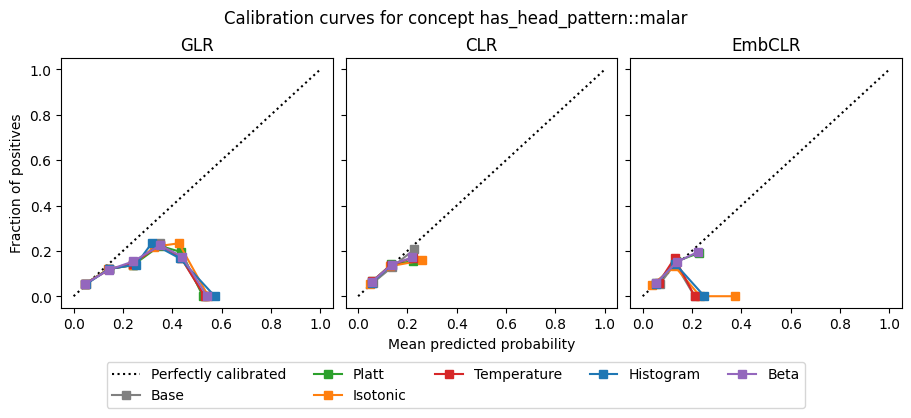 Calibration curves for concept has_head_pattern::malar
GLR
CLR
EmbCLR
1.0
0.8
0.6
0.4
0.2
0.0
Fraction of positives
0.0 0.2 0.4 0.6 0.8 1.0
0.0 0.2 0.4 0.6 0.8 1.0
0.0 0.2 0.4 0.6 0.8 1.0
Mean predicted probability
Perfectly calibrated
Base
Platt
Isotonic
Temperature
Histogram
Beta